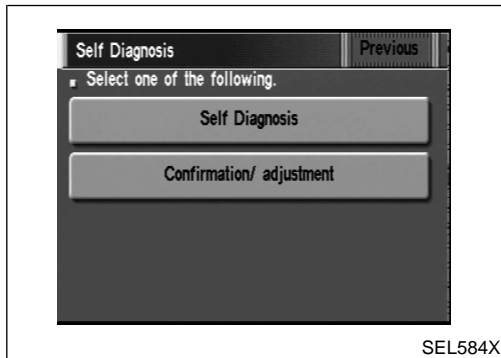 Self Diagnosis
Previous
Select one of the following.
Self Diagnosis
Confirmation/ adjustment
SEL584X